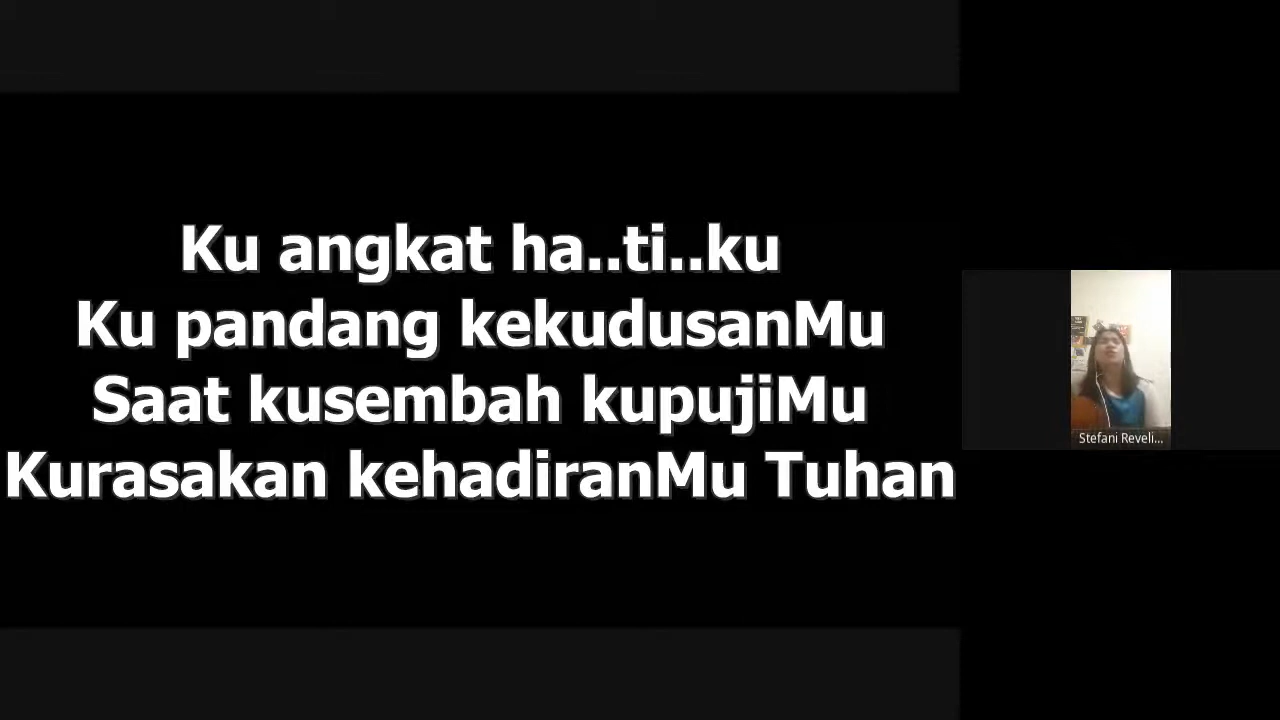 Ku angkat ha..ti..ku
Ku pandang kekudusanMu
Saat kusembah kupujiMu
Kurasakan kehadiranMu Tuhan
Stefani Reveli...